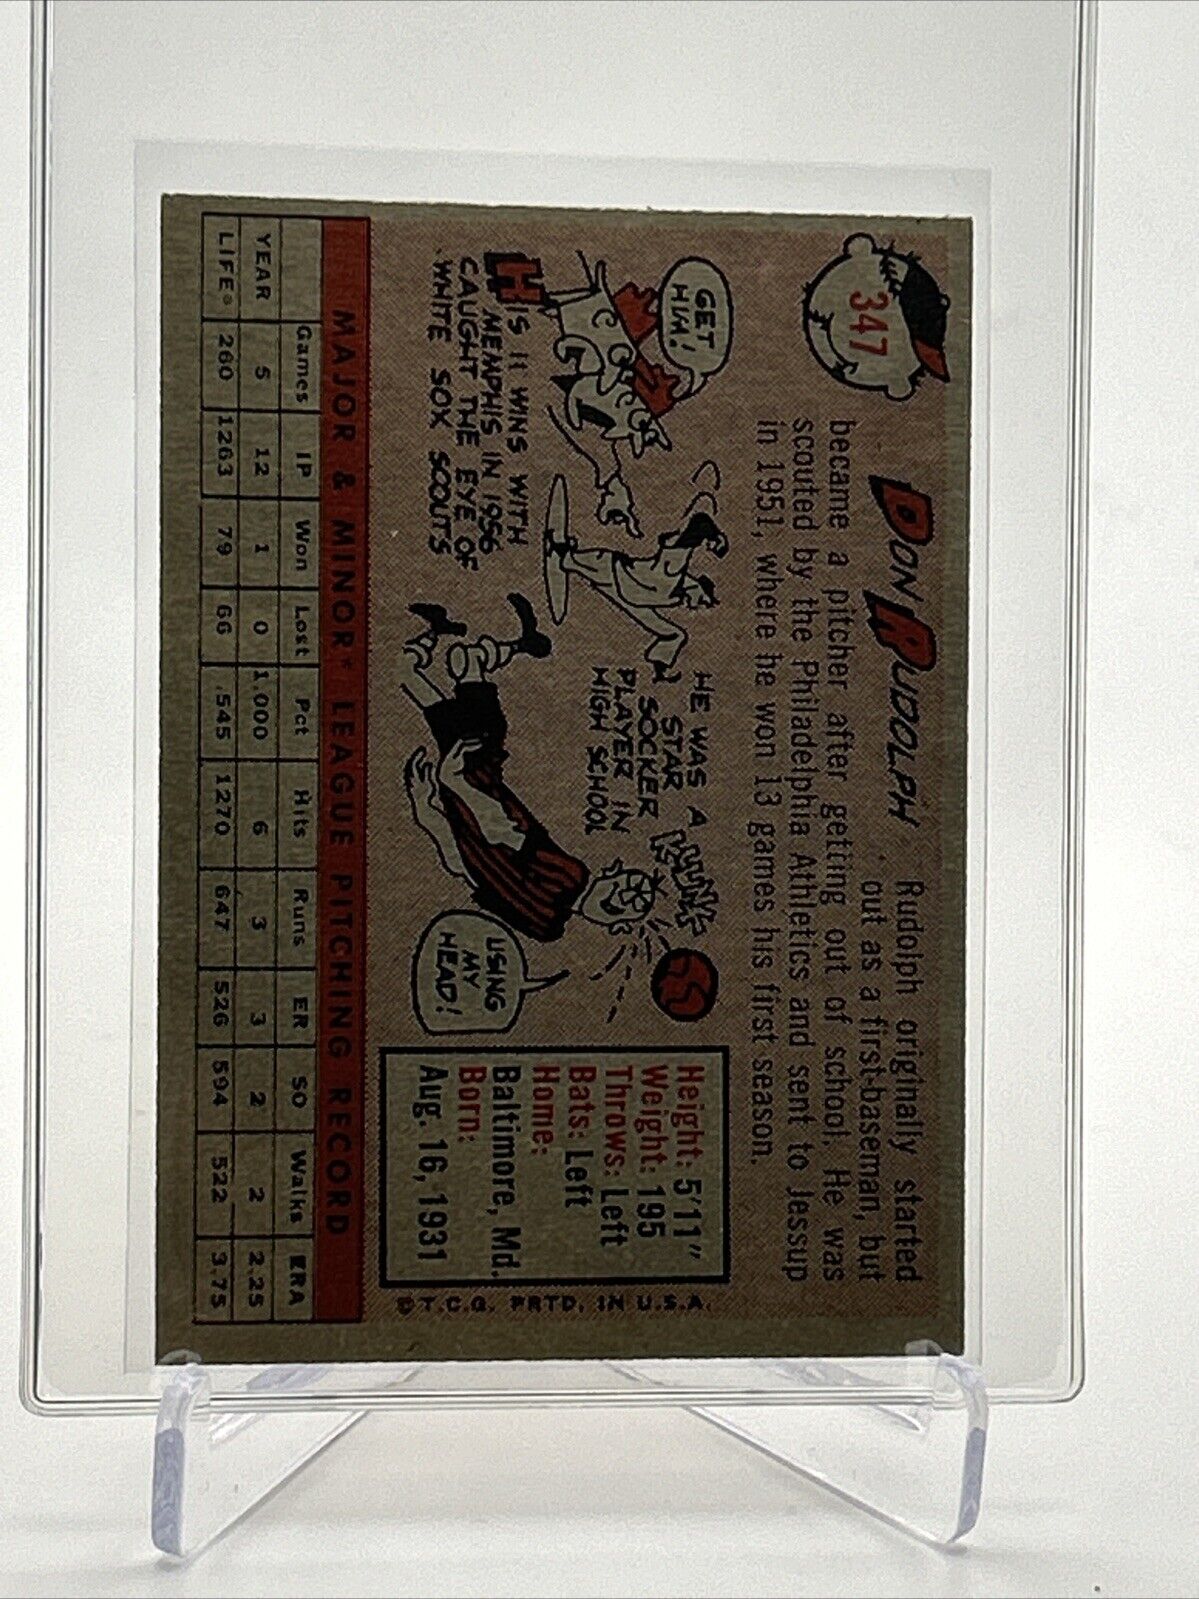 347
DON RUDOLPH
Rudolph originally started
out as a first-baseman, but
became a pitcher after getting out of school. He was
scouted by the Philadelphia Athletics and sent to Jessup
in 1951, where he won 13 games his first season.
GET
HIM!
HIS 11 WINS WITH
MEMPHIS IN 1956
CAUGHT THE EYE OF
WHITE SOX SCOUTS
HE WAS A
STAR
SOCKER
PLAYER IN
HIGH SCHOOL
USING
MY
HEAD!
Height: 5'11"
Weight: 195
Throws: Left
Bats: Left
Home:
Baltimore, Md.
Born:
Aug. 16, 1931
©T.C.G. PRTD. IN U.S.A.
MAJOR & MINOR* LEAGUE PITCHING RECORD
Games IP Won Lost Pct Hits Runs ER SO Walks ERA
YEAR 5 12 1 0 1.000 6 3 3 2 2 2.25
LIFE* 260 1263 79 66 .545 1270 647 526 594 522 3.75